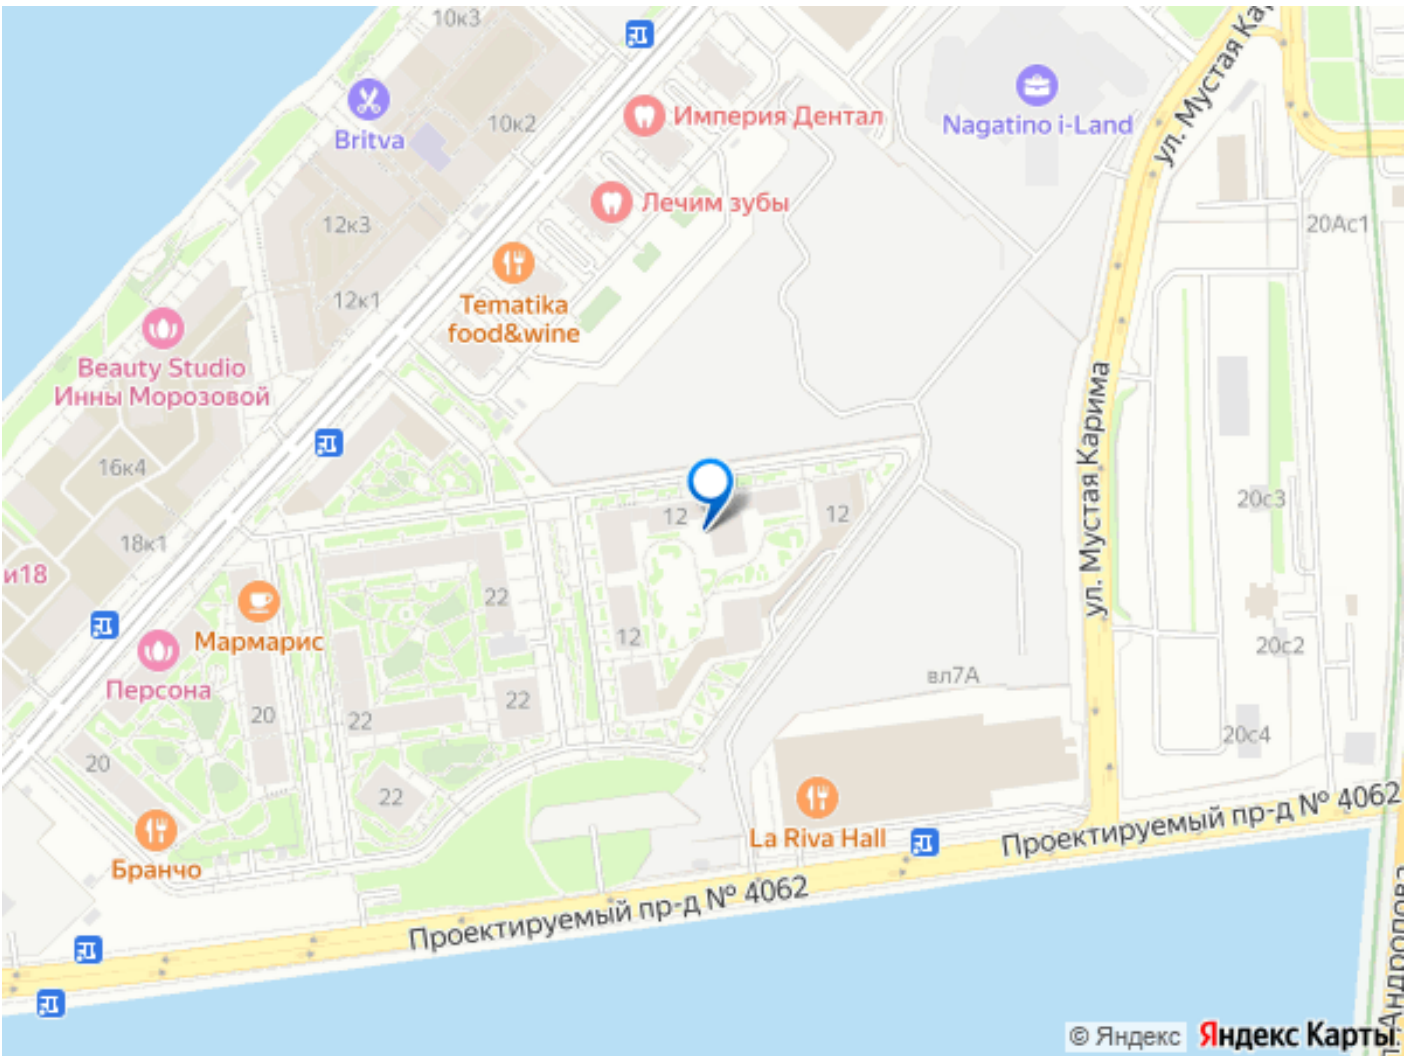 10к3
Britva
10к2
Империя Дентал
Nagatino i-Land
ул. Мустая Кар
Лечим зубы
20Ас1
12к3
12к1
Tematika
food&wine
Beauty Studio
Инны Морозовой
ул. Мустая Карима
16к4
18к1
и18
12
12
20с3
22
Мармарис
12
20с2
Персона
20
22
22
вл7А
20с4
20
22
La Riva Hall
Бранчо
Проектируемый пр-д № 4062
Проектируемый пр-д № 4062
Андропова
© Яндекс Яндекс Карты